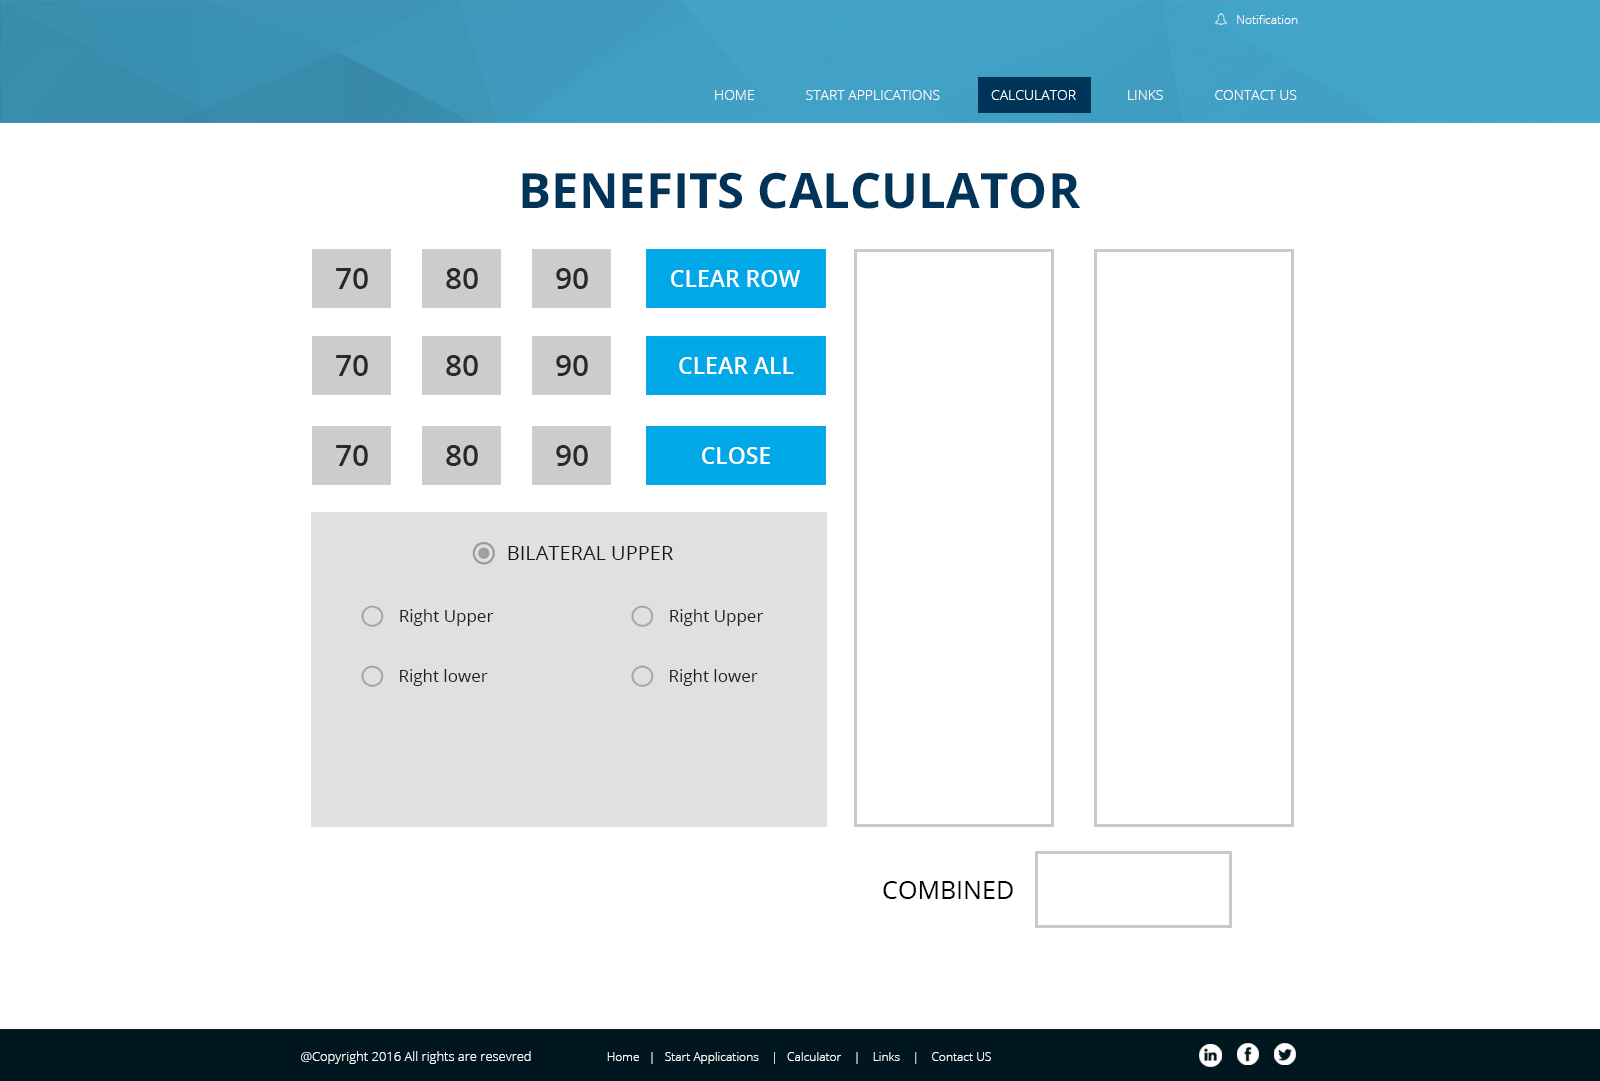 Notification
HOME START APPLICATIONS CALCULATOR LINKS CONTACT US
BENEFITS CALCULATOR
70 80 90 CLEAR ROW
70 80 90 CLEAR ALL
70 80 90 CLOSE
BILATERAL UPPER
Right Upper Right Upper
Right lower Right lower
COMBINED
@Copyright 2016 All rights are resevred Home | Start Applications | Calculator | Links | Contact US